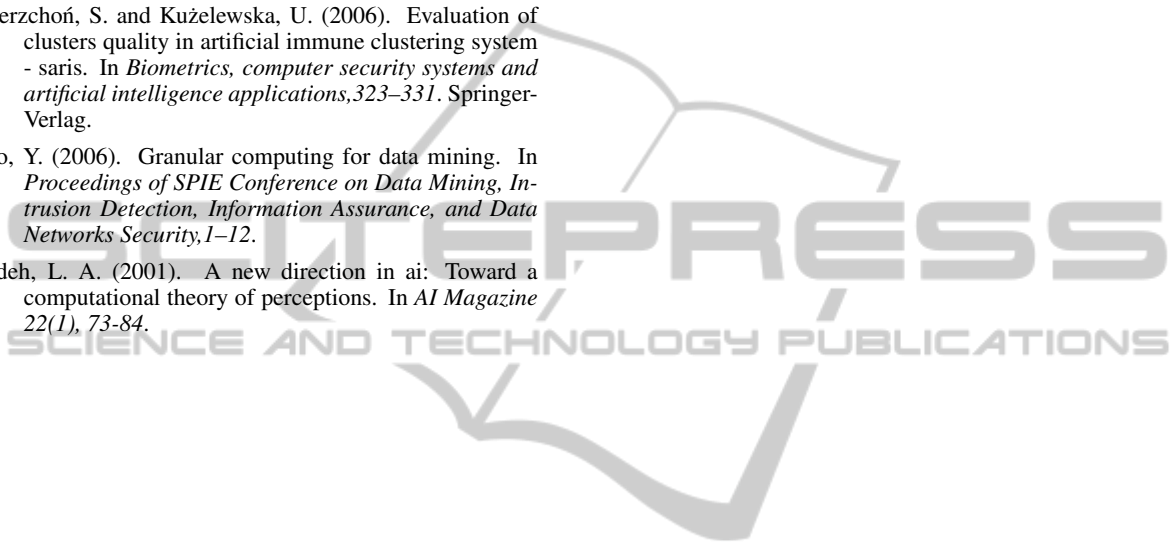 erzchoń, S. and Kużelewska, U. (2006). Evaluation of
clusters quality in artificial immune clustering system
- saris. In Biometrics, computer security systems and
artificial intelligence applications,323–331. Springer-
Verlag.
o, Y. (2006). Granular computing for data mining. In
Proceedings of SPIE Conference on Data Mining, In-
trusion Detection, Information Assurance, and Data
Networks Security,1–12.
deh, L. A. (2001). A new direction in ai: Toward a
computational theory of perceptions. In AI Magazine
22(1), 73-84.
SCITEPRESS
SCIENCE AND TECHNOLOGY PUBLICATIONS